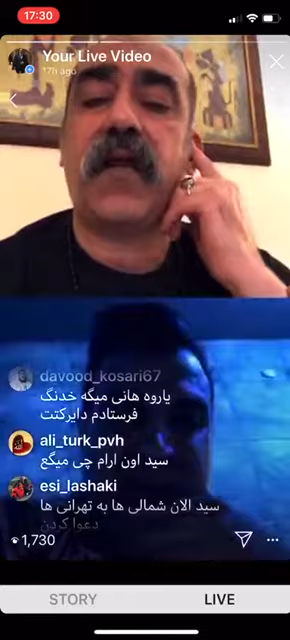 17:30
Your Live Video
17h ago
davood_kosari67
یاروه هانی میگه خدنگ
فرستادم دایرکتت
ali_turk_pvh
سید اون ارام چی میگع
esi_lashaki
سید الان شمالی ها به تهرانی ها
دعوا کردن
1,730
STORY
LIVE